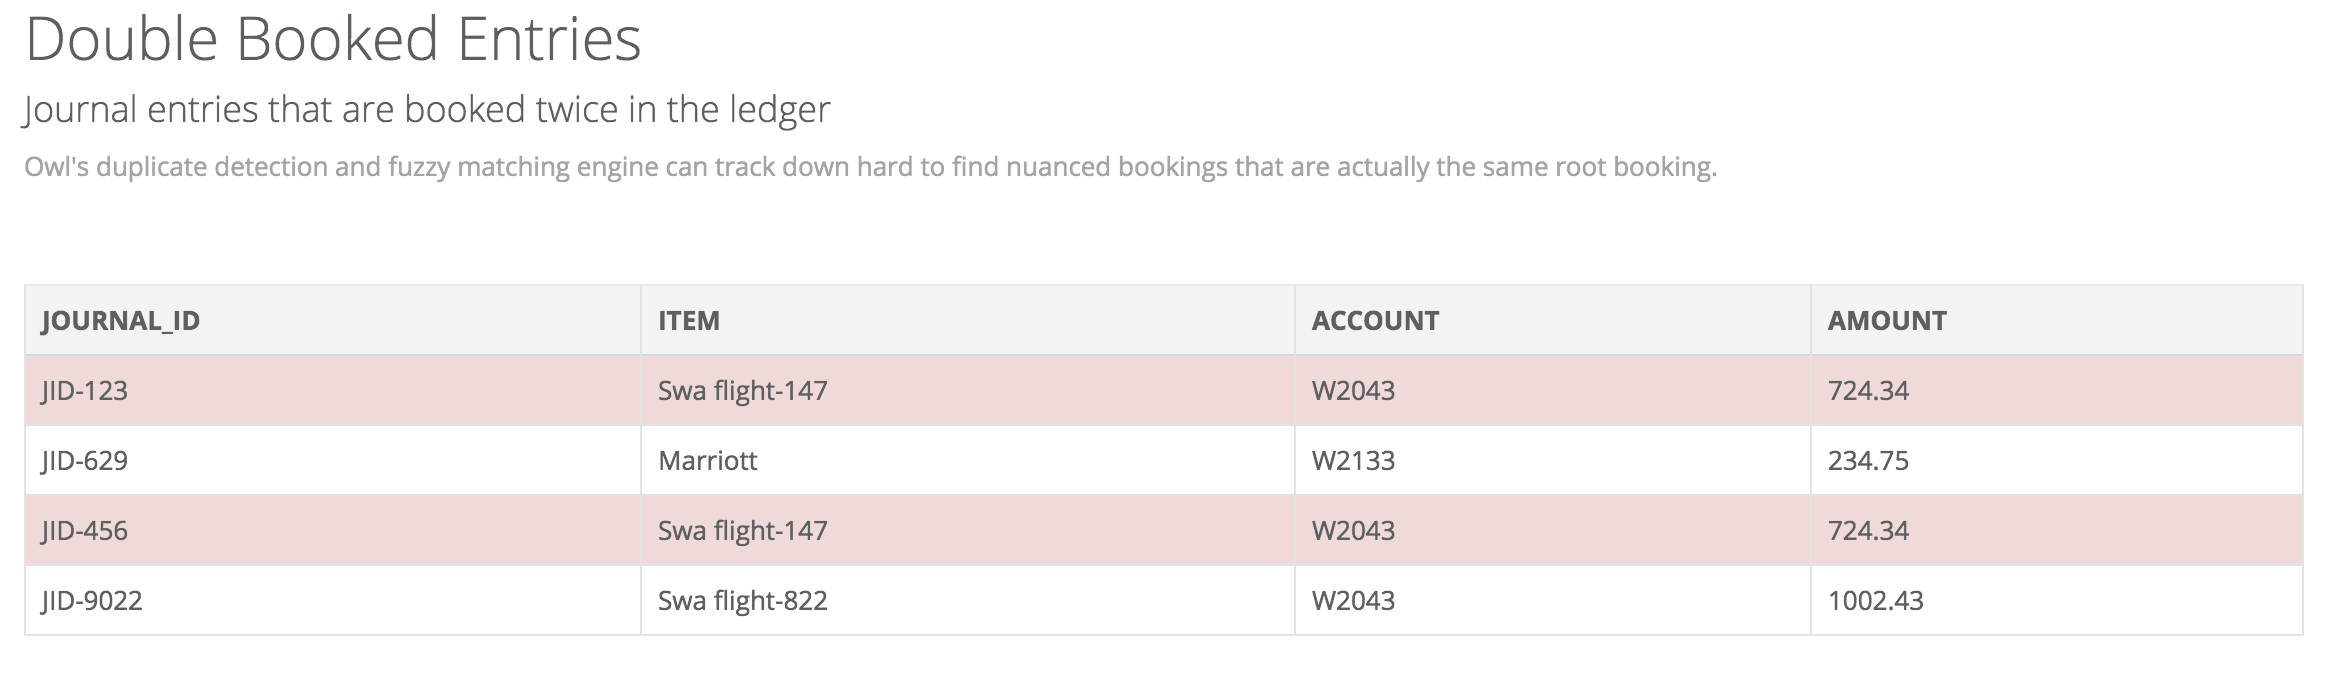 Double Booked Entries
Journal entries that are booked twice in the ledger
Owl's duplicate detection and fuzzy matching engine can track down hard to find nuanced bookings that are actually the same root booking.
JOURNAL_ID ITEM ACCOUNT AMOUNT
JID-123 Swa flight-147 W2043 724.34
JID-629 Marriott W2133 234.75
JID-456 Swa flight-147 W2043 724.34
JID-9022 Swa flight-822 W2043 1002.43